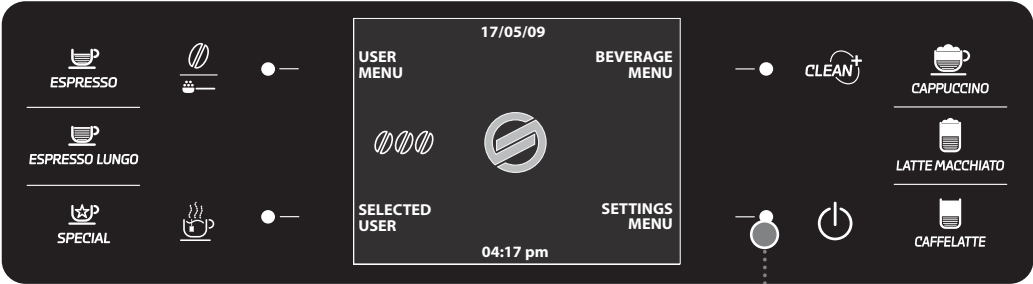 17/05/09
USER
MENU
BEVERAGE
MENU
ESPRESSO
CLEAN+
CAPPUCCINO
ESPRESSO LUNGO
LATTE MACCHIATO
SELECTED
USER
SETTINGS
MENU
SPECIAL
CAFFELATTE
04:17 pm